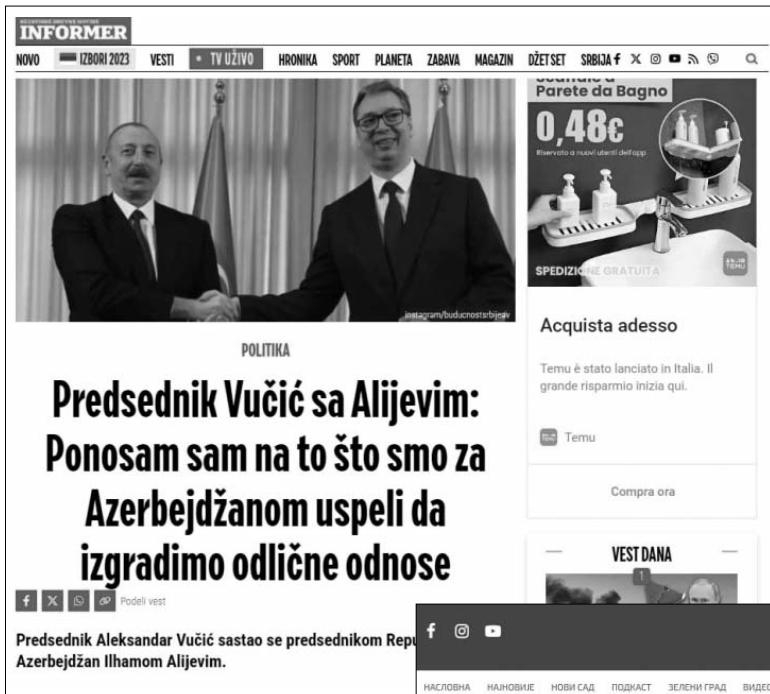 INFORMER
NOVO IZBORI 2023 VESTI • TV UŽIVO HRONIKA SPORT PLANETA ZABAVA MAGAZIN DŽET SET SRBIJA
Parete da Bagno
0,48€
Riservato a nuovi utenti dell'app
SPEDIZIONE GRATUITA
TEMU
instagram/buducnostsrbijeav
POLITIKA
Predsednik Vučić sa Alijevim:
Ponosam sam na to što smo za
Azerbejdžanom uspeli da
izgradimo odlične odnose
Podeli vest
Predsednik Aleksandar Vučić sastao se predsednikom
Azerbejdžan Ilhamom Alijevim.
Acquista adesso
Temu è stato lanciato in Italia. Il
grande risparmio inizia qui.
Temu
Compra ora
VEST DANA
1
НАСЛОВНА НАЈНОВИЈЕ НОВИ САД ПОДКАСТ ЗЕЛЕНИ ГРАД